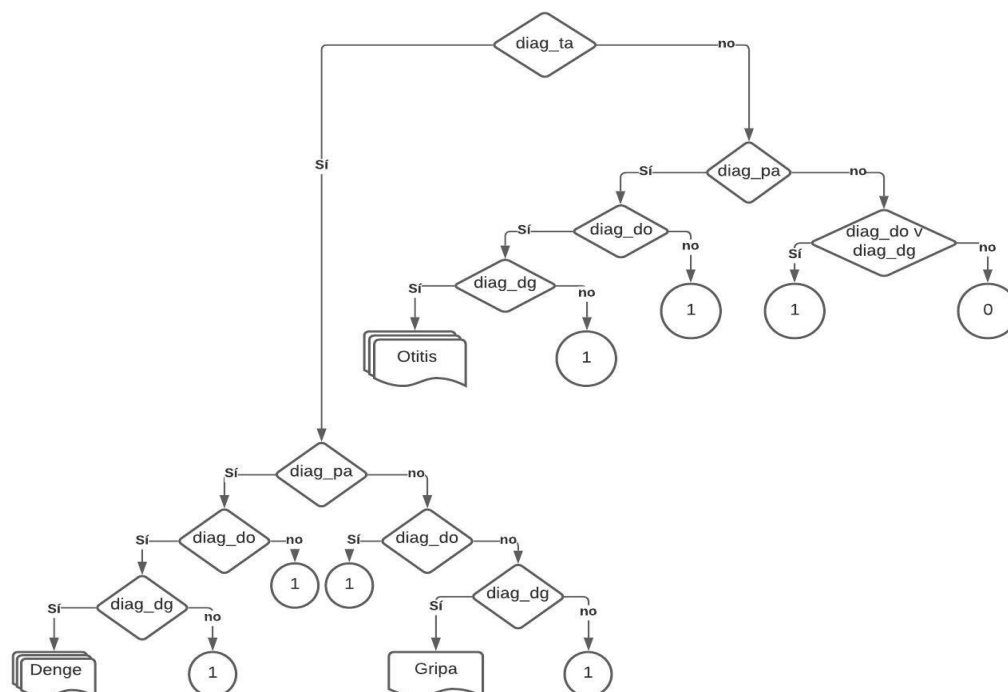 diag_ta
no
Sí
diag_pa
Sí
no
diag_do
Sí
no
diag_do v
diag_dg
Sí
no
diag_dg
Sí
no
1
1
0
Otitis
1
diag_pa
Sí
no
diag_do
Sí
no
diag_do
Sí
no
1
1
diag_dg
Sí
no
diag_dg
Sí
no
Denge
1
Gripa
1